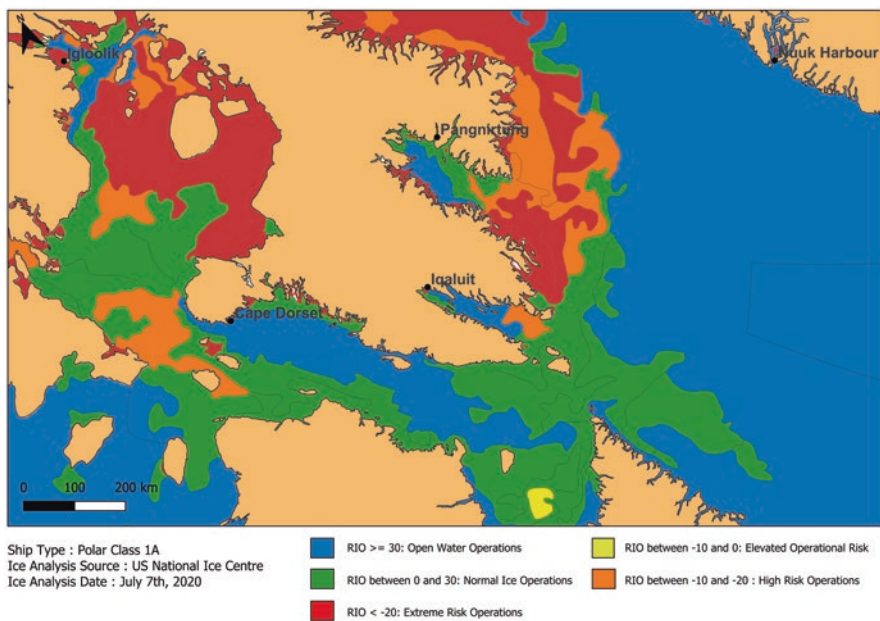 Igloolik
Nuuk Harbour
Pangnirtung
Iqaluit
Cape Dorset
0 100 200 km
Ship Type : Polar Class 1A
Ice Analysis Source : US National Ice Centre
Ice Analysis Date : July 7th, 2020
RIO >= 30: Open Water Operations
RIO between 0 and 30: Normal Ice Operations
RIO < -20: Extreme Risk Operations
RIO between -10 and 0: Elevated Operational Risk
RIO between -10 and -20 : High Risk Operations